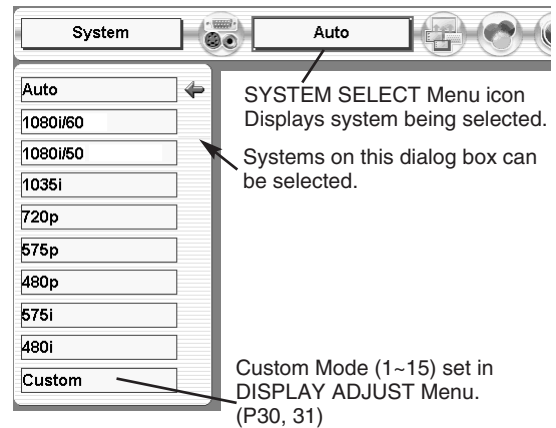 System
Auto
Auto
1080i/60
1080i/50
1035i
720p
575p
480p
575i
480i
Custom
SYSTEM SELECT Menu icon
Displays system being selected.
Systems on this dialog box can
be selected.
Custom Mode (1~15) set in
DISPLAY ADJUST Menu.
(P30, 31)